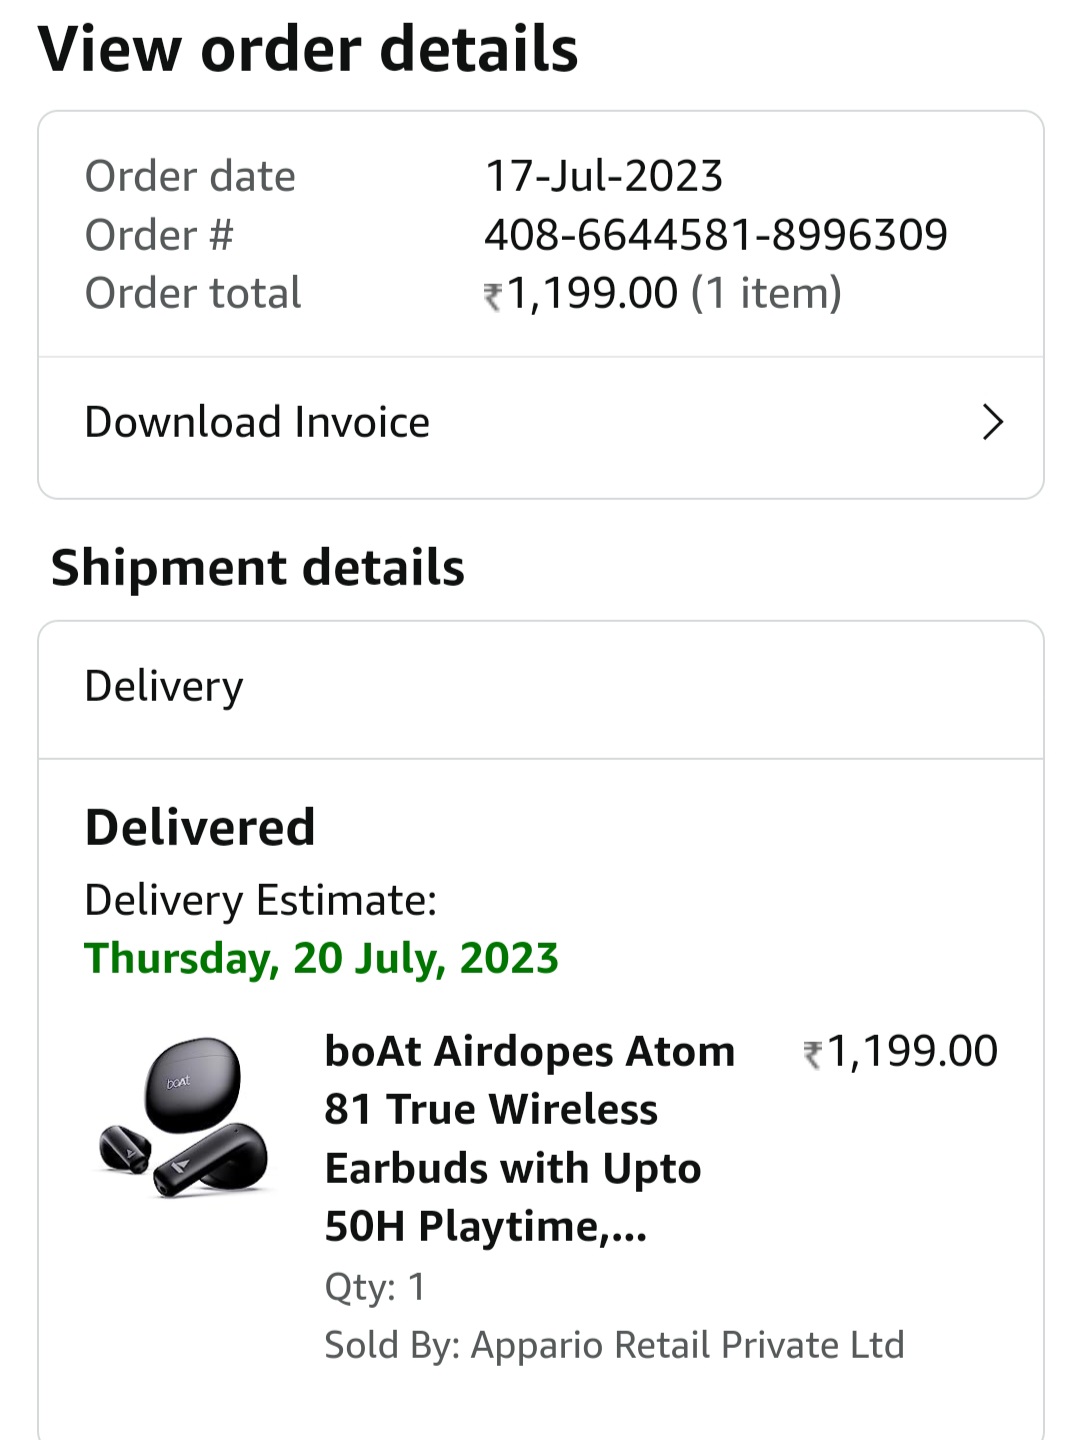 View order details
Order date 17-Jul-2023
Order # 408-6644581-8996309
Order total ₹1,199.00 (1 item)
Download Invoice
Shipment details
Delivery
Delivered
Delivery Estimate:
Thursday, 20 July, 2023
boAt
boAt Airdopes Atom ₹1,199.00
81 True Wireless
Earbuds with Upto
50H Playtime,...
Qty: 1
Sold By: Appario Retail Private Ltd